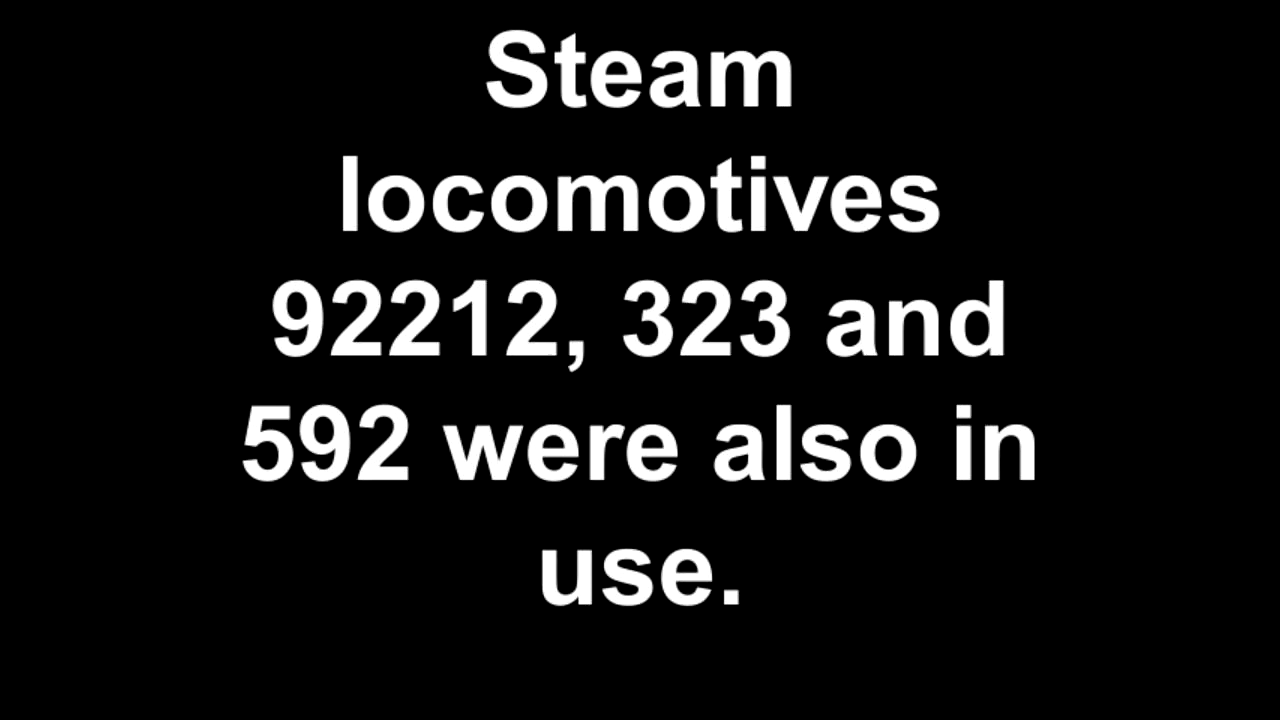 Steam
locomotives
92212, 323 and
592 were also in
use.